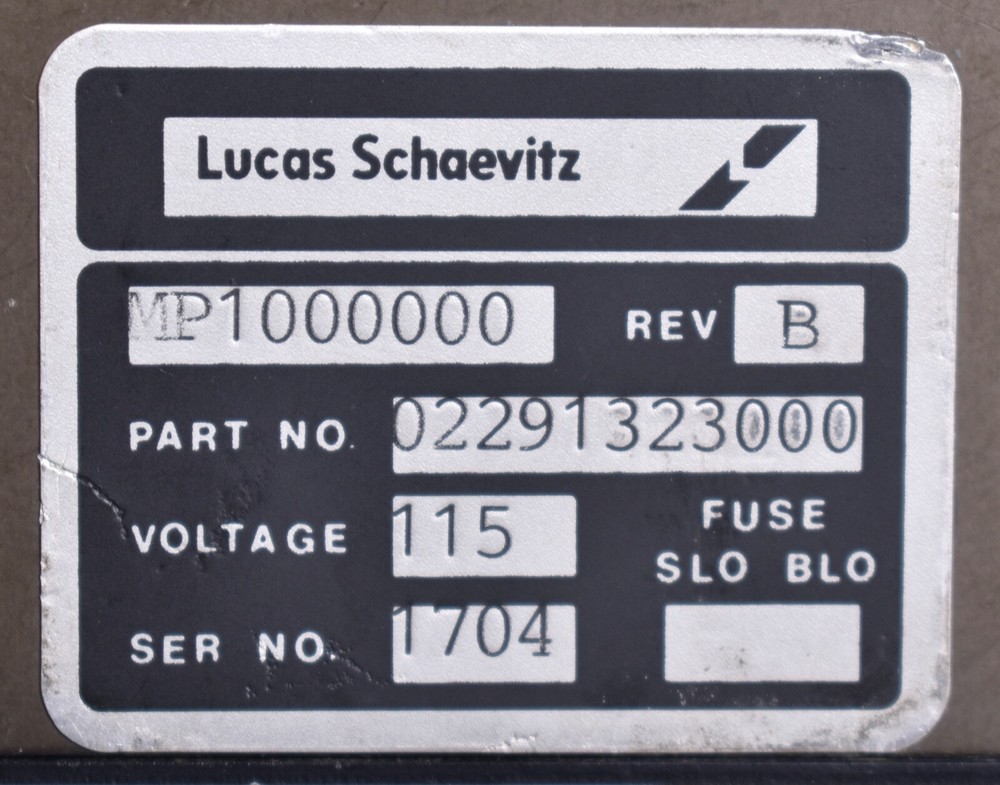 Lucas Schaevitz
MP1000000 REV B
PART NO. 02291323000
VOLTAGE 115
FUSE
SLO BLO
SER NO. 1704